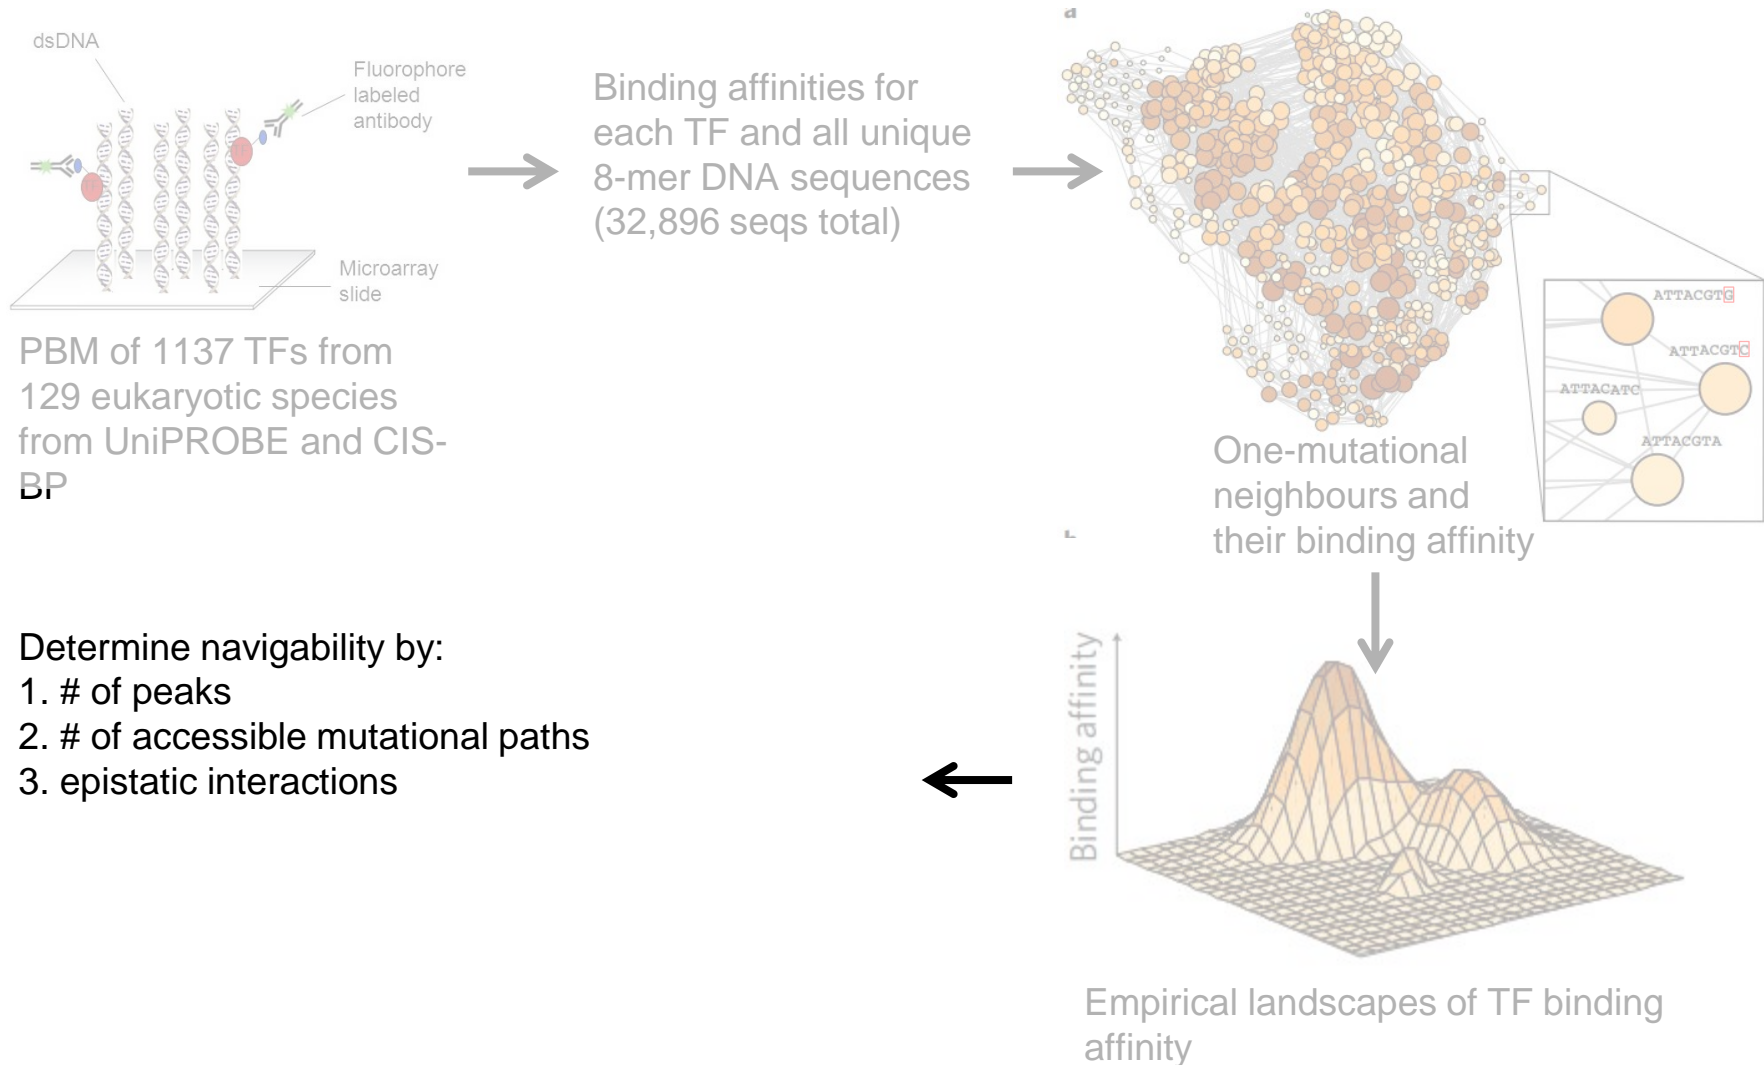 dsDNA
Fluorophore
labeled
antibody
Microarray
slide
PBM of 1137 TFs from
129 eukaryotic species
from UniPROBE and CIS-
BP
Binding affinities for
each TF and all unique
8-mer DNA sequences
(32,896 seqs total)
a
ATTACGTG
ATTACGTC
ATTACATC
ATTACGTA
One-mutational
neighbours and
their binding affinity
Binding affinity
Empirical landscapes of TF binding
affinity
Determine navigability by:
1. # of peaks
2. # of accessible mutational paths
3. epistatic interactions